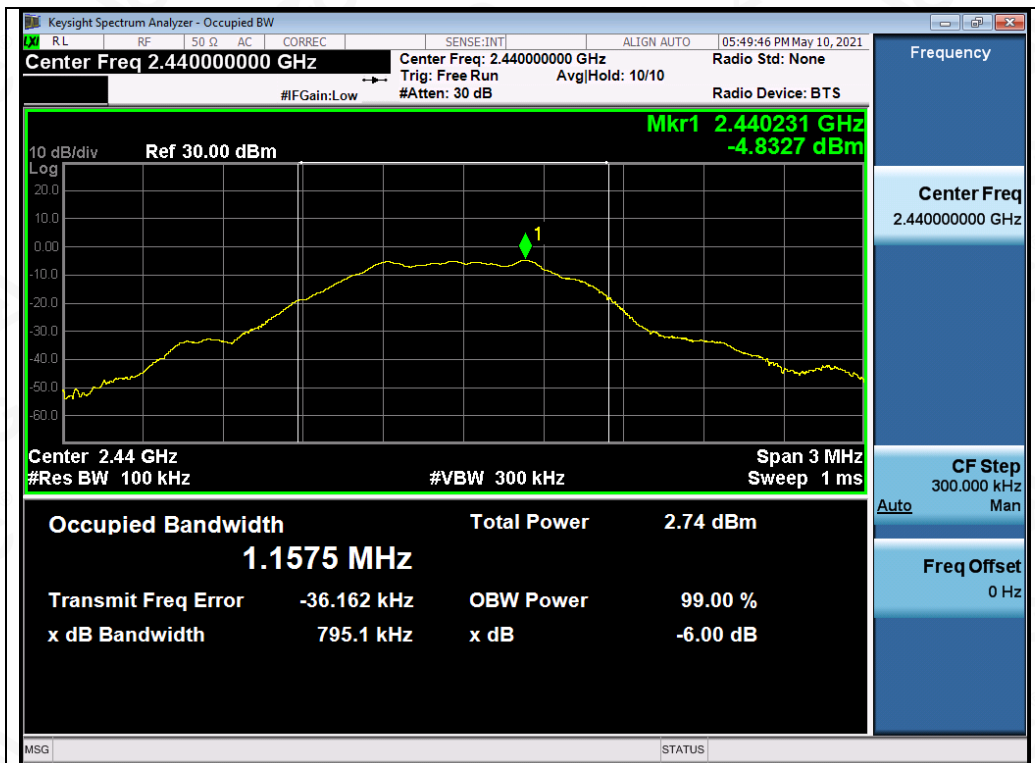 Keysight Spectrum Analyzer - Occupied BW
LXI RL RF 50 Ω AC CORREC SENSE:INT ALIGN AUTO 05:49:46 PM May 10, 2021
Center Freq 2.440000000 GHz Center Freq: 2.440000000 GHz Radio Std: None
Trig: Free Run Avg|Hold: 10/10
#IFGain:Low #Atten: 30 dB Radio Device: BTS
Frequency
Mkr1 2.440231 GHz
10 dB/div Ref 30.00 dBm -4.8327 dBm
Log
20.0
10.0
0.00
-10.0
-20.0
-30.0
-40.0
-50.0
-60.0
1
Center 2.44 GHz Span 3 MHz
#Res BW 100 kHz #VBW 300 kHz Sweep 1 ms
Center Freq
2.440000000 GHz
CF Step
300.000 kHz
Auto Man
Freq Offset
0 Hz
Occupied Bandwidth Total Power 2.74 dBm
1.1575 MHz
Transmit Freq Error -36.162 kHz OBW Power 99.00 %
x dB Bandwidth 795.1 kHz x dB -6.00 dB
MSG STATUS